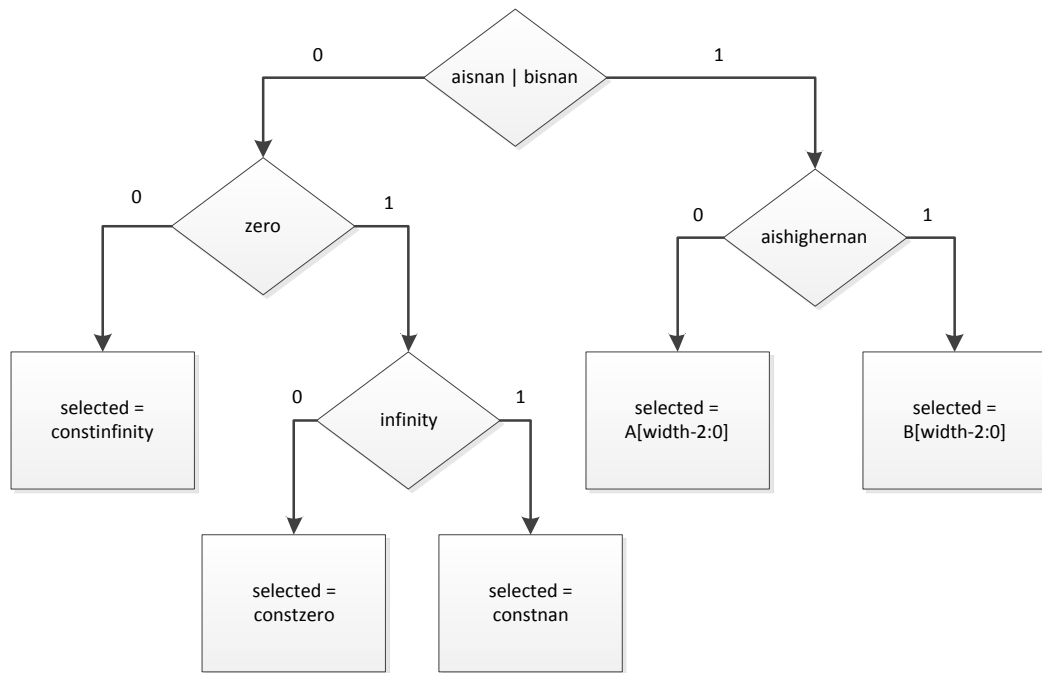 0
aisnan | bisnan
1
0
zero
1
0
aishighernan
1
selected =
constinfinity
0
infinity
1
selected =
A[width-2:0]
selected =
B[width-2:0]
selected =
constzero
selected =
constnan